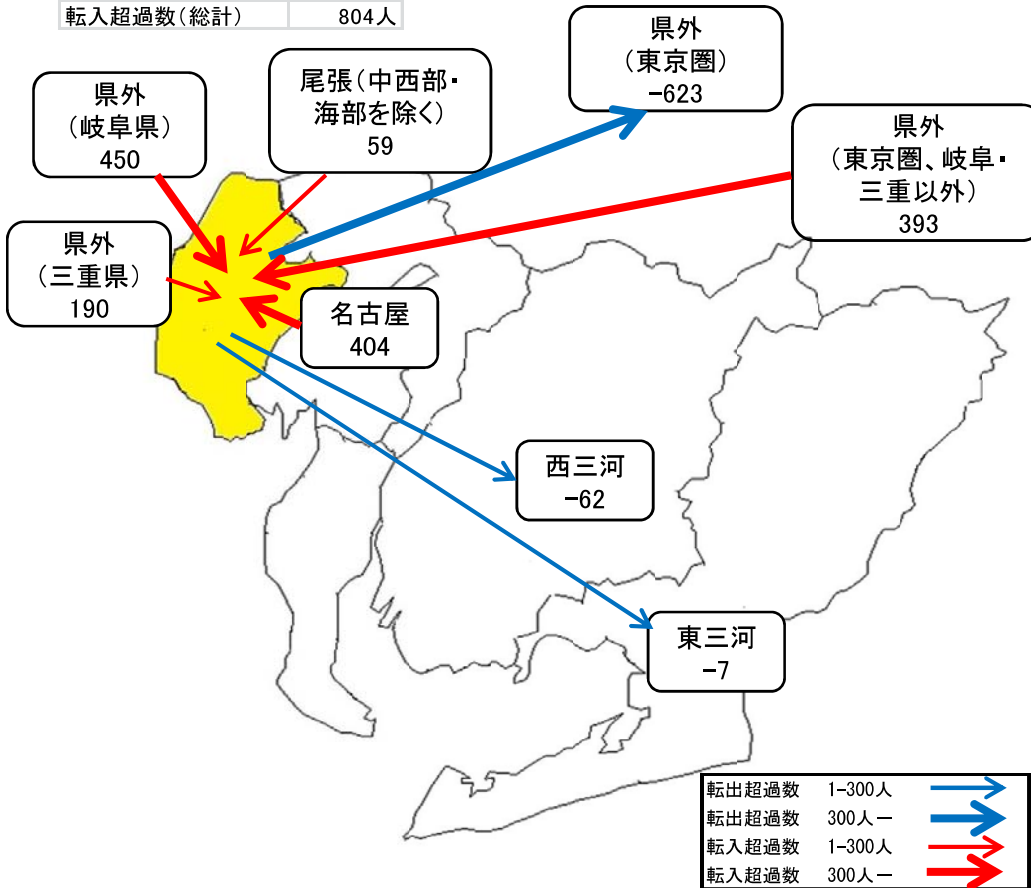 転入超過数(総計) 804人
県外
(東京圏)
-623
尾張(中西部・
海部を除く)
59
県外
(岐阜県)
450
県外
(東京圏、岐阜・
三重以外)
393
県外
(三重県)
190
名古屋
404
西三河
-62
東三河
-7
転出超過数 1-300人
転出超過数 300人ー
転入超過数 1-300人
転入超過数 300人ー